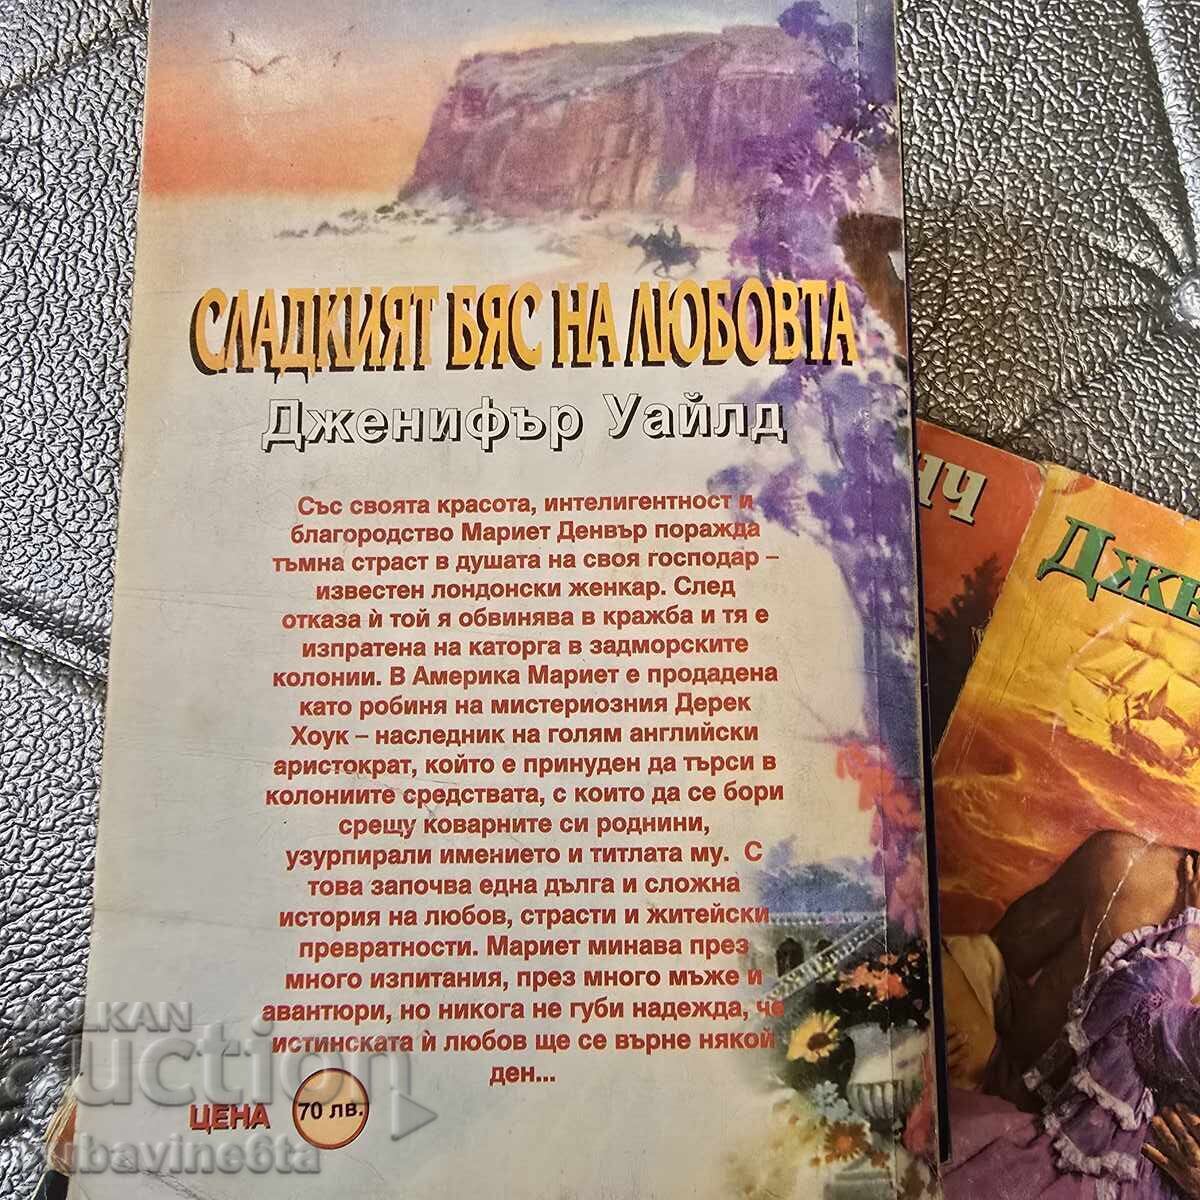 СЛАДКИЯТ БЯС НА ЛЮБОВТА
Дженифър Уайлд
Със своята красота, интелигентност и
благородство Мариет Денвър поражда
тъмна страст в душата на своя господар –
известен лондонски женкар. След
отказа ѝ той я обвинява в кражба и тя е
изпратена на каторга в задморските
колонии. В Америка Мариет е продадена
като робиня на мистериозния Дерек
Хоук – наследник на голям английски
аристократ, който е принуден да търси в
колониите средствата, с които да се бори
срещу коварните си роднини,
узурпирали имението и титлата му. С
това започва една дълга и сложна
история на любов, страсти и житейски
превратности. Мариет минава през
много изпитания, през много мъже и
авантюри, но никога не губи надежда, че
истинската ѝ любов ще се върне някой
ден...
ЦЕНА 70 лв.
BALKAN
auction
hubavine6ta